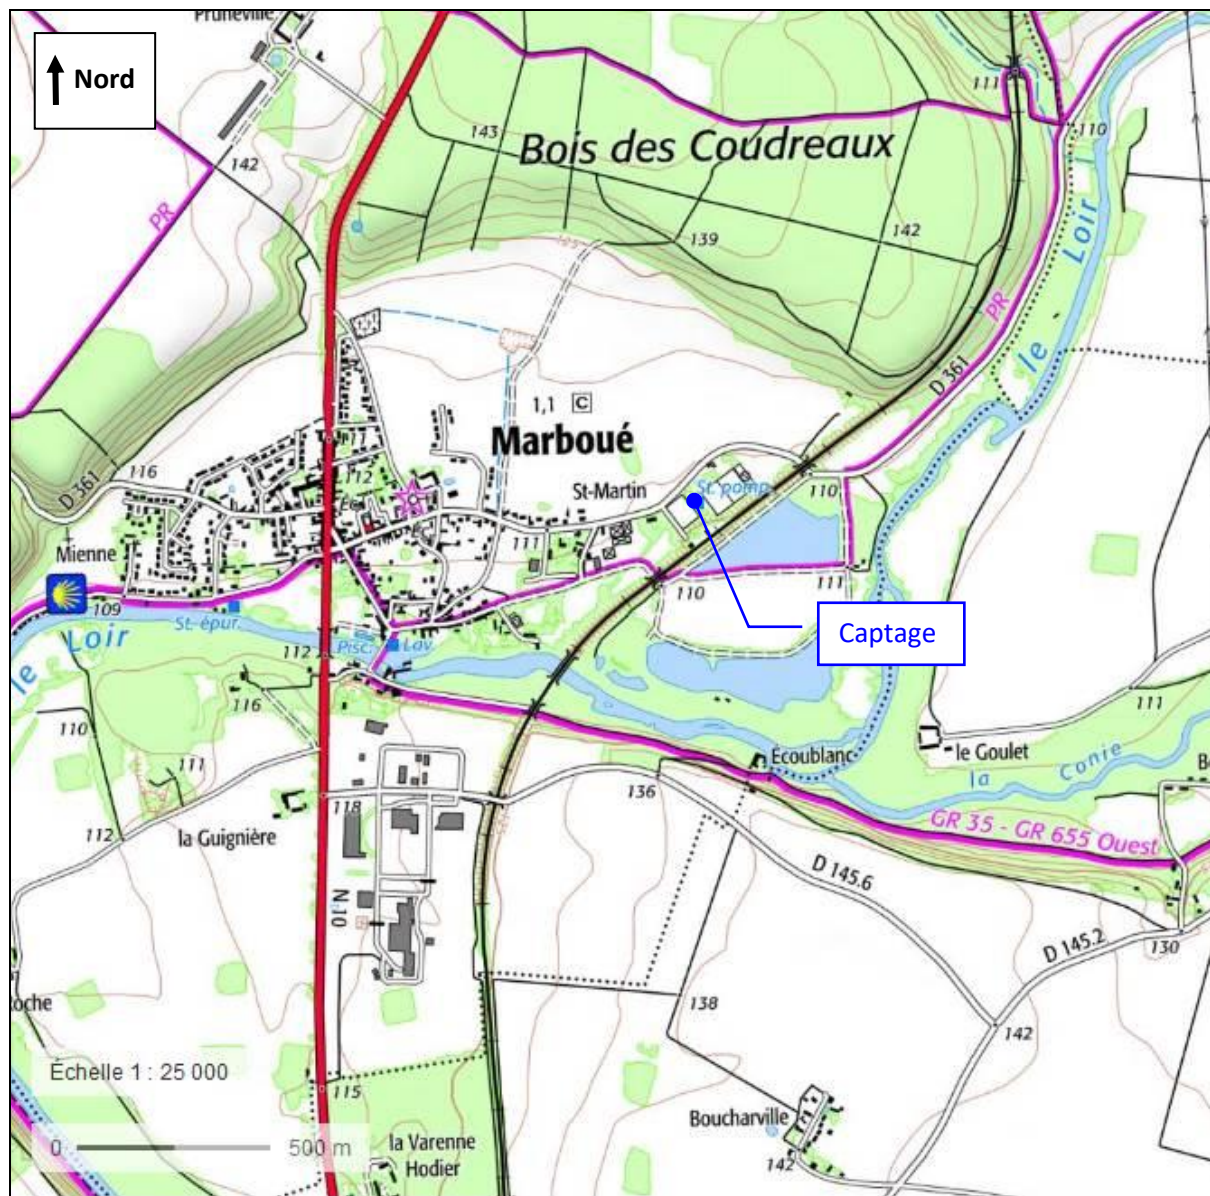 Pruneville
Nord
111
143
Bois des Coudreaux
110
142
PR
139
142
le Loir
PR
D 361
1,1 C
Marboué
111
116
112
D 361
St-Martin
St. pomp.
110
111
Mienne
110
111
109
St. épur.
Captage
le Loir
112
Pisc.
Lav.
116
111
110
le Goulet
Écoublanc
la Conie
111
136
118
112
la Guignière
GR 35 - GR 655 Ouest
D 145.6
N 10
D 145.2
130
138
142
Échelle 1 : 25 000
115
Boucharville
0 500 m
la Varenne
Hodier
142